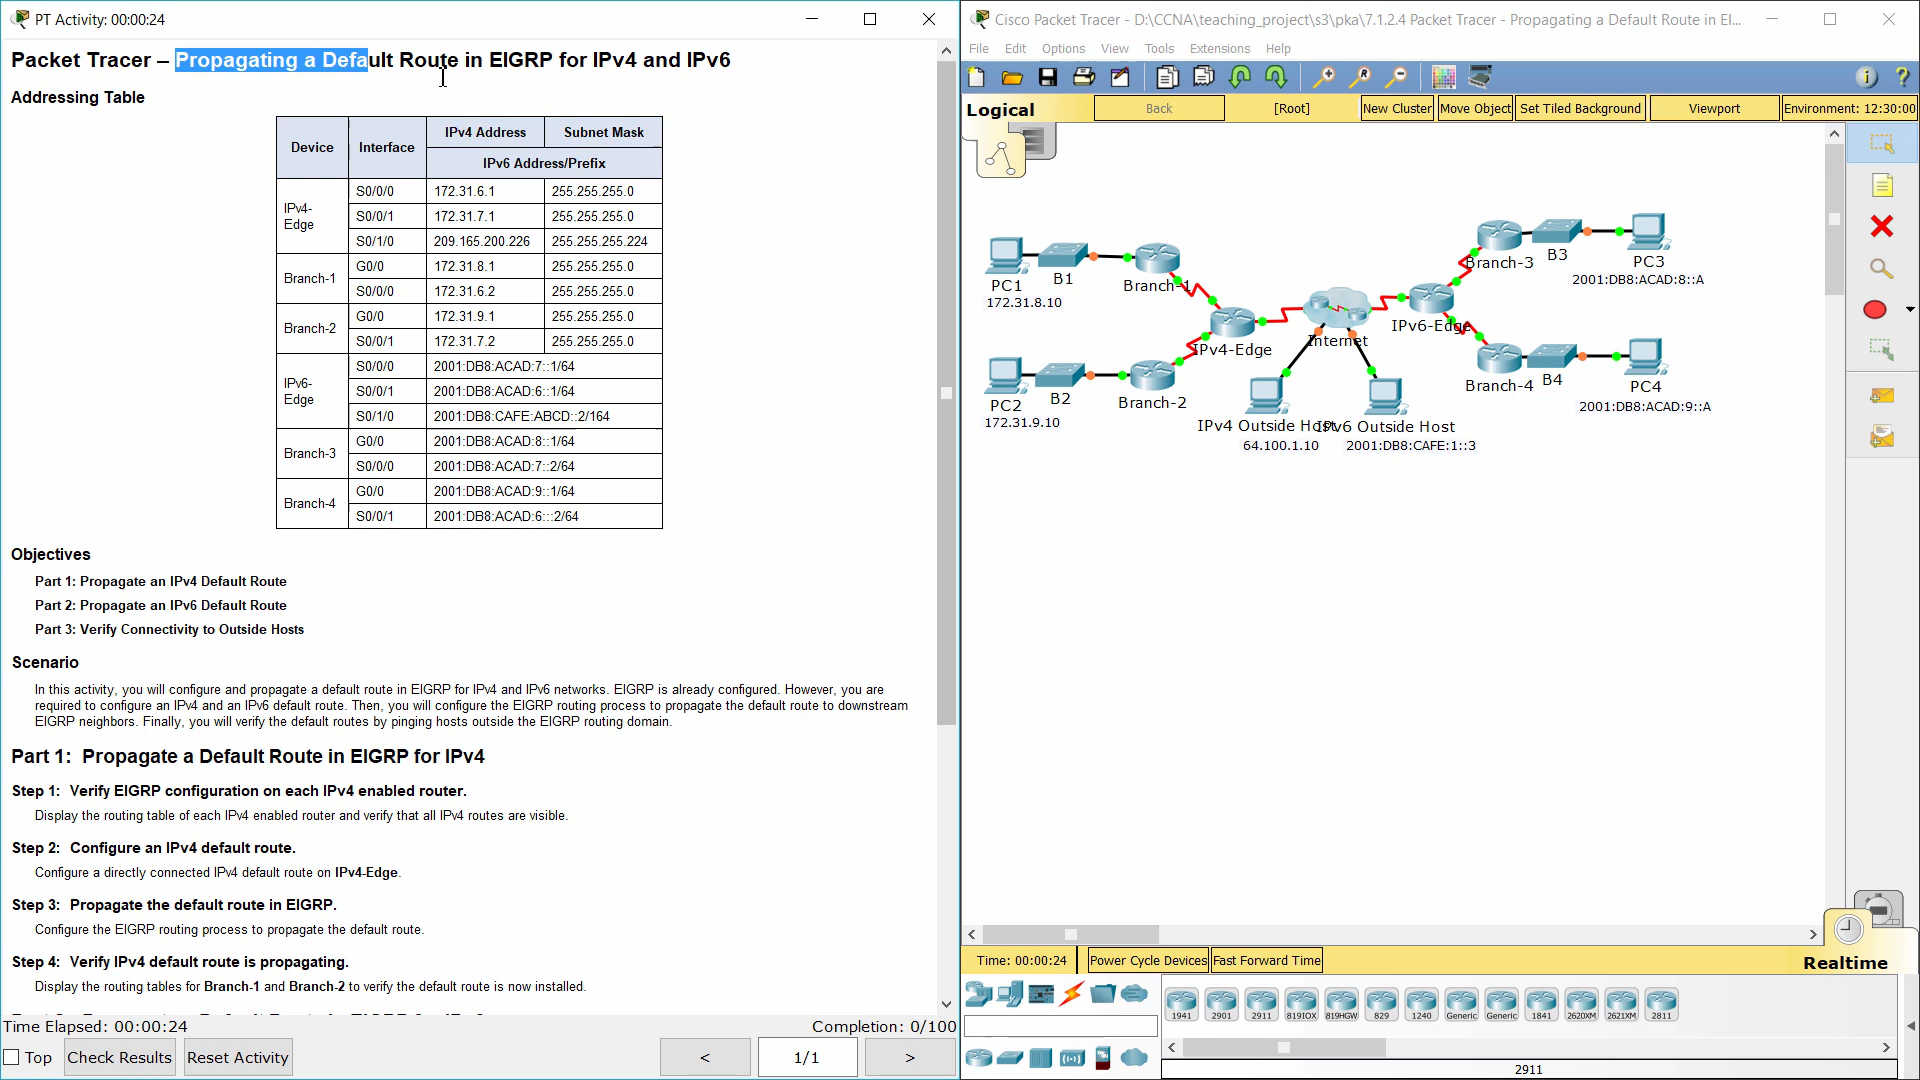 PT Activity: 00:00:24
Packet Tracer – Propagating a Default Route in EIGRP for IPv4 and IPv6
Addressing Table
Device Interface IPv4 Address Subnet Mask
IPv6 Address/Prefix
IPv4-Edge S0/0/0 172.31.6.1 255.255.255.0
S0/0/1 172.31.7.1 255.255.255.0
S0/1/0 209.165.200.226 255.255.255.224
Branch-1 G0/0 172.31.8.1 255.255.255.0
S0/0/0 172.31.6.2 255.255.255.0
Branch-2 G0/0 172.31.9.1 255.255.255.0
S0/0/1 172.31.7.2 255.255.255.0
IPv6-Edge S0/0/0 2001:DB8:ACAD:7::1/64
S0/0/1 2001:DB8:ACAD:6::1/64
S0/1/0 2001:DB8:CAFE:ABCD::2/164
Branch-3 G0/0 2001:DB8:ACAD:8::1/64
S0/0/0 2001:DB8:ACAD:7::2/64
Branch-4 G0/0 2001:DB8:ACAD:9::1/64
S0/0/1 2001:DB8:ACAD:6:::2/64
Objectives
Part 1: Propagate an IPv4 Default Route
Part 2: Propagate an IPv6 Default Route
Part 3: Verify Connectivity to Outside Hosts
Scenario
In this activity, you will configure and propagate a default route in EIGRP for IPv4 and IPv6 networks. EIGRP is already configured. However, you are
required to configure an IPv4 and an IPv6 default route. Then, you will configure the EIGRP routing process to propagate the default route to downstream
EIGRP neighbors. Finally, you will verify the default routes by pinging hosts outside the EIGRP routing domain.
Part 1: Propagate a Default Route in EIGRP for IPv4
Step 1: Verify EIGRP configuration on each IPv4 enabled router.
Display the routing table of each IPv4 enabled router and verify that all IPv4 routes are visible.
Step 2: Configure an IPv4 default route.
Configure a directly connected IPv4 default route on IPv4-Edge.
Step 3: Propagate the default route in EIGRP.
Configure the EIGRP routing process to propagate the default route.
Step 4: Verify IPv4 default route is propagating.
Display the routing tables for Branch-1 and Branch-2 to verify the default route is now installed.
Time Elapsed: 00:00:24 Completion: 0/100
Top Check Results Reset Activity < 1/1 >
Cisco Packet Tracer - D:\CCNA\teaching_project\s3\pka\7.1.2.4 Packet Tracer - Propagating a Default Route in EI...
File Edit Options View Tools Extensions Help
Logical Back [Root] New Cluster Move Object Set Tiled Background Viewport Environment: 12:30:00
PC1
172.31.8.10
B1
Branch-1
IPv4-Edge
PC2
172.31.9.10
B2
Branch-2
Internet
IPv4 Outside Host
64.100.1.10
IPv6 Outside Host
2001:DB8:CAFE:1::3
IPv6-Edge
Branch-3
B3
PC3
2001:DB8:ACAD:8::A
Branch-4
B4
PC4
2001:DB8:ACAD:9::A
Time: 00:00:24 Power Cycle Devices Fast Forward Time
Realtime
1941 2901 2911 819IOX 819HGW 829 1240 Generic Generic 1841 2620XM 2621XM 2811
2911